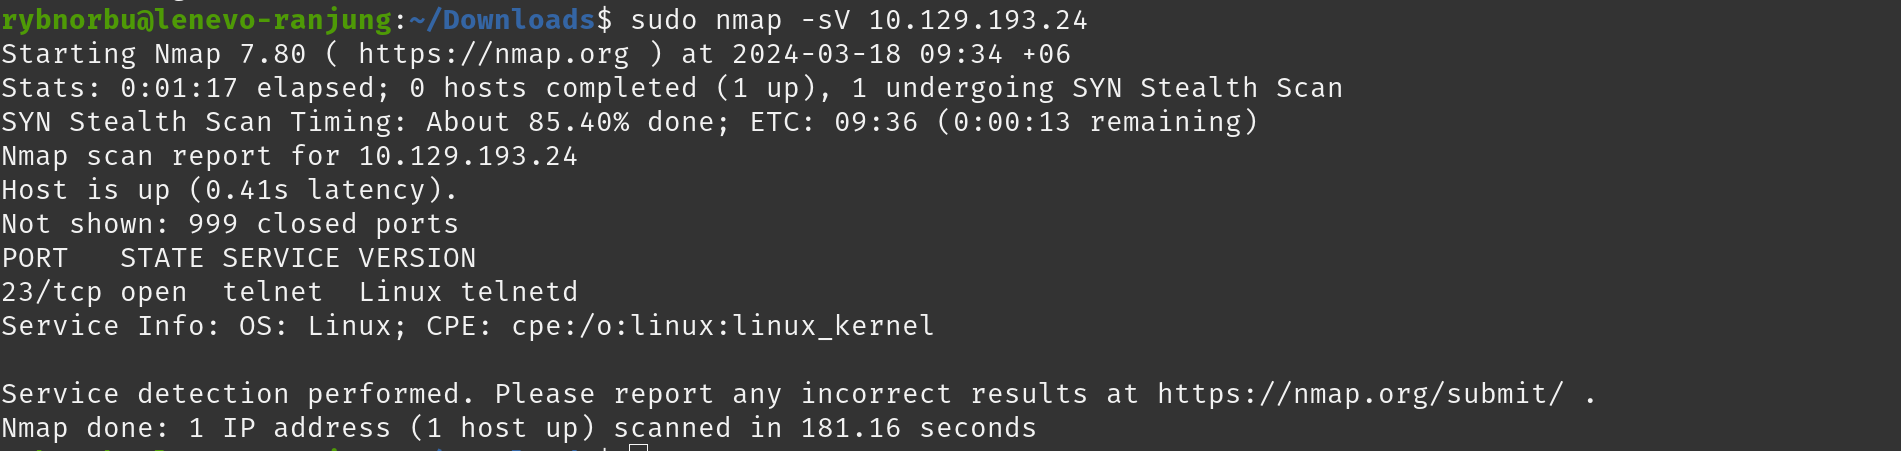 rybnorbu@lenevo-ranjung:~/Downloads$ sudo nmap -sV 10.129.193.24
Starting Nmap 7.80 ( https://nmap.org ) at 2024-03-18 09:34 +06
Stats: 0:01:17 elapsed; 0 hosts completed (1 up), 1 undergoing SYN Stealth Scan
SYN Stealth Scan Timing: About 85.40% done; ETC: 09:36 (0:00:13 remaining)
Nmap scan report for 10.129.193.24
Host is up (0.41s latency).
Not shown: 999 closed ports
PORT   STATE SERVICE VERSION
23/tcp open  telnet  Linux telnetd
Service Info: OS: Linux; CPE: cpe:/o:linux:linux_kernel

Service detection performed. Please report any incorrect results at https://nmap.org/submit/ .
Nmap done: 1 IP address (1 host up) scanned in 181.16 seconds